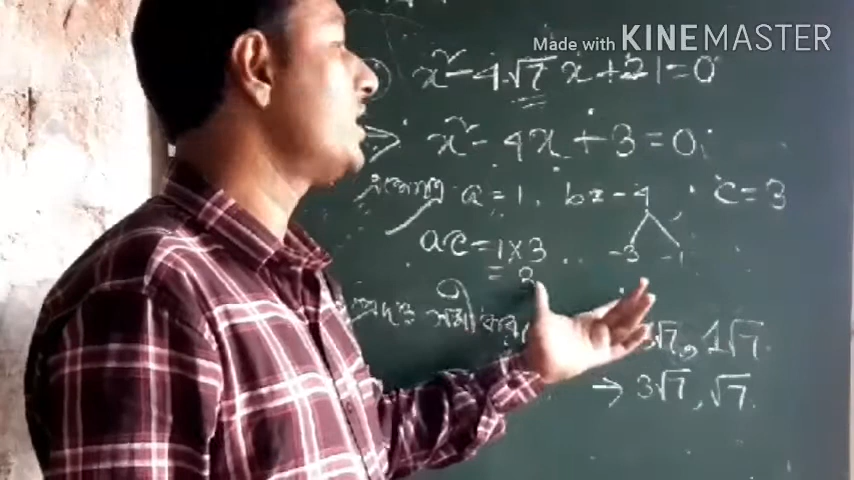 Made with KINEMASTER
x² - 4√7 x + 21 = 0
⇒ x² - 4x + 3 = 0
a = 1, b = -4, c = 3
ac = 1 × 3 -3 -1
= 3
প্রদত্ত
3√7, 1√7
→ 3√7, √7